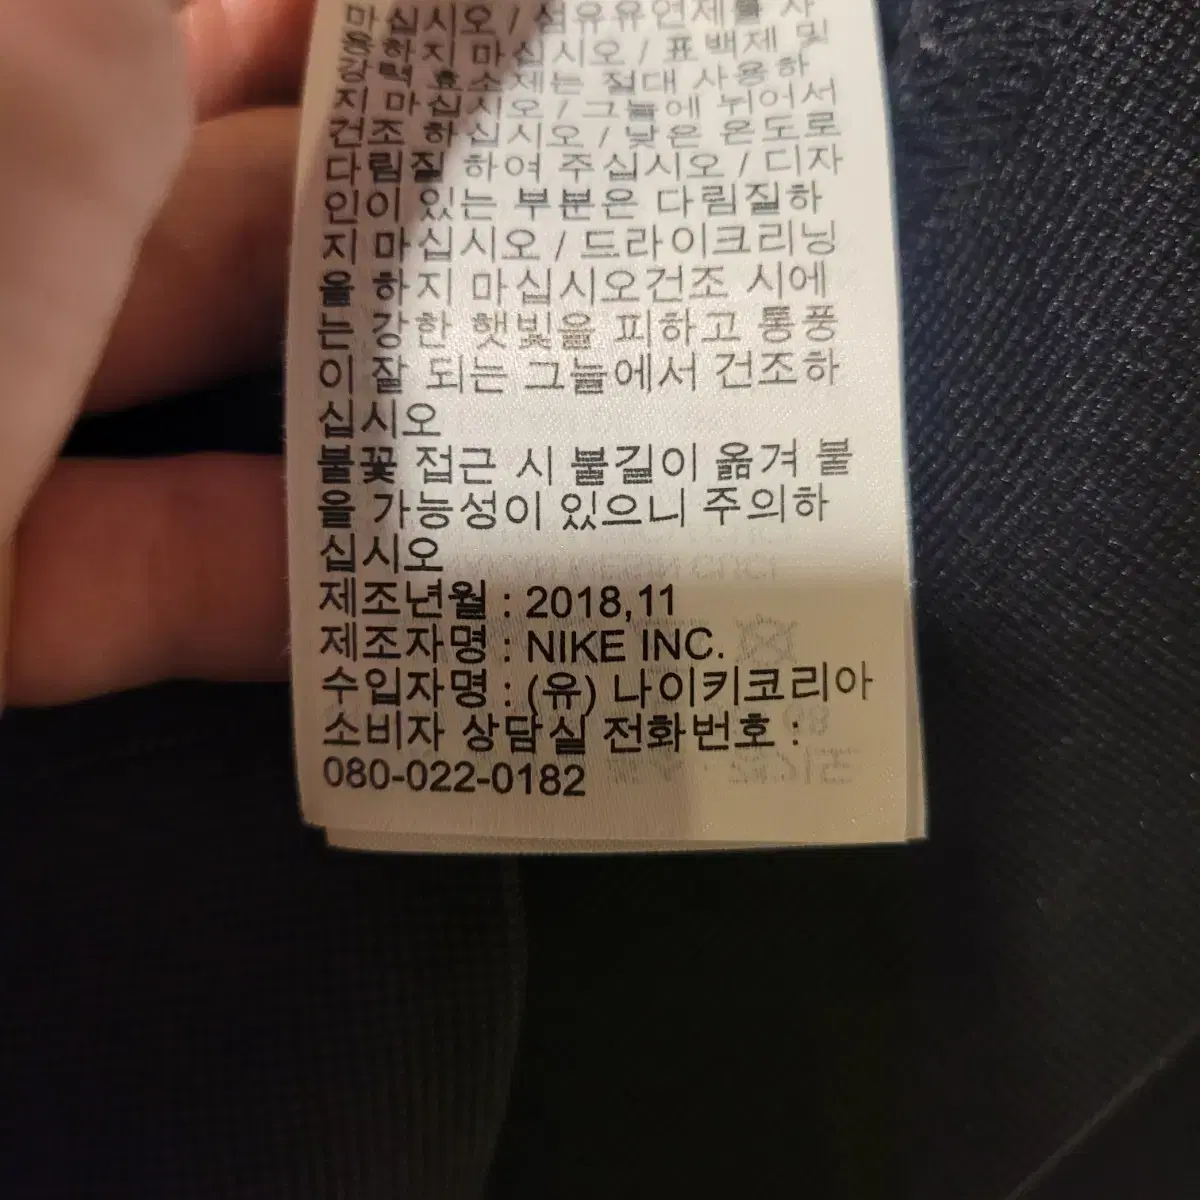 마십시오 / 섬유유연제를 사
용하지 마십시오 / 표백제 및
강력 효소제는 절대 사용하
지 마십시오 / 그늘에 뉘어서
건조 하십시오 / 낮은 온도로
다림질 하여 주십시오 / 디자
인이 있는 부분은 다림질하
지 마십시오 / 드라이크리닝
을 하지 마십시오건조 시에
는 강한 햇빛을 피하고 통풍
이 잘 되는 그늘에서 건조하
십시오
불꽃 접근 시 불길이 옮겨 붙
을 가능성이 있으니 주의하
십시오
제조년월 : 2018,11
제조자명 : NIKE INC.
수입자명 : (유) 나이키코리아
소비자 상담실 전화번호 :
080-022-0182